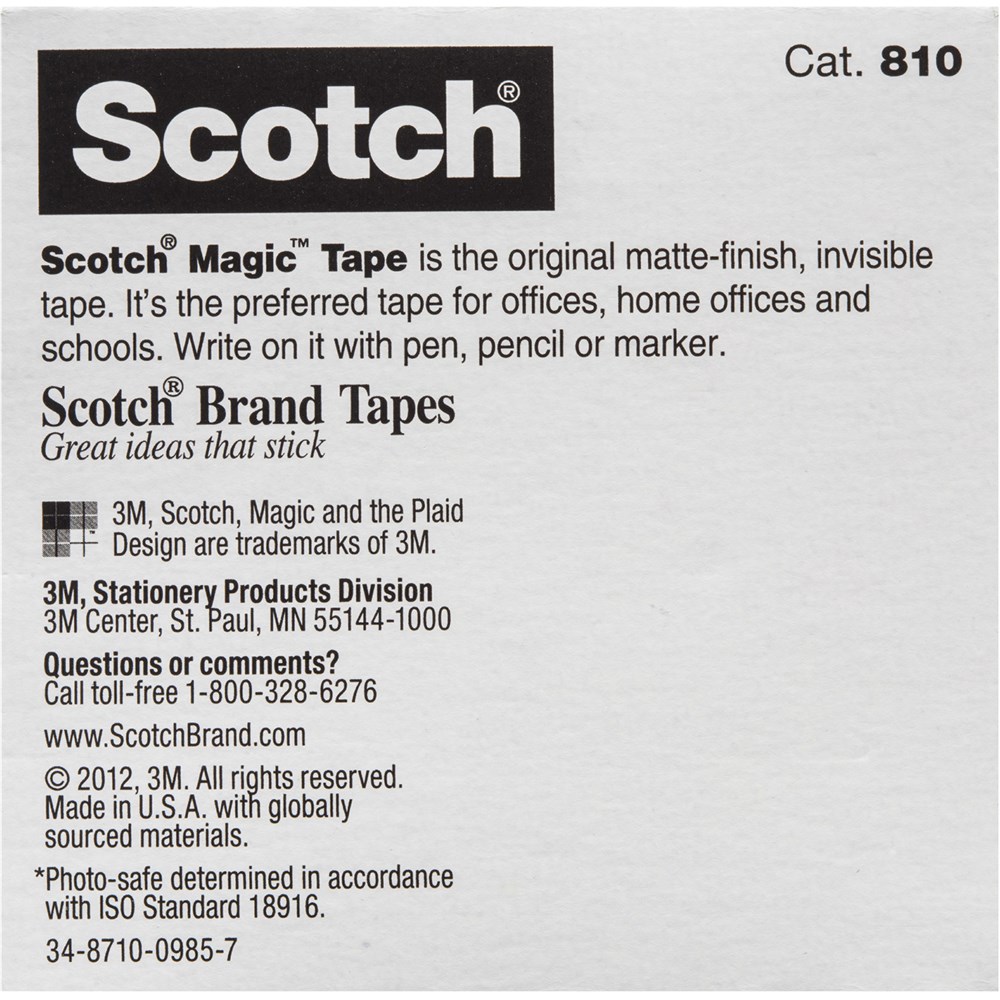 Scotch®
Cat. 810
Scotch® Magic™ Tape is the original matte-finish, invisible
tape. It's the preferred tape for offices, home offices and
schools. Write on it with pen, pencil or marker.
Scotch® Brand Tapes
Great ideas that stick
3M, Scotch, Magic and the Plaid
™
Design are trademarks of 3M.
3M, Stationery Products Division
3M Center, St. Paul, MN 55144-1000
Questions or comments?
Call toll-free 1-800-328-6276
www.ScotchBrand.com
© 2012, 3M. All rights reserved.
Made in U.S.A. with globally
sourced materials.
*Photo-safe determined in accordance
with ISO Standard 18916.
34-8710-0985-7